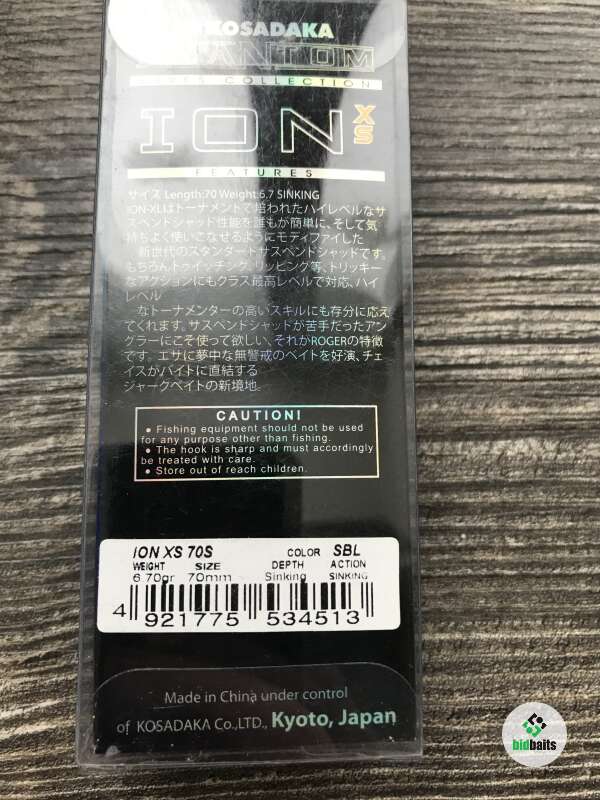 KOSADAKA
COLLECTION
ION XS
FEATURES
サイズ Length:70 Weight:6.7 SINKING
ION-XLはトーナメントで培われたハイレベルなサ
スペンドシャッド性能を誰もが簡単に、そして気
持ちよく使いこなせるようにモディファイした
新世代のスタンダートサスペンドシャッドです。
もちろんトゥイッチング、リッピング等、トリッキー
なアクションにもクラス最高レベルで対応、ハイ
レベル
なトーナメンターの高いスキルにも存分に応え
てくれます。サスペンドシャッドが苦手だったアン
グラーにこそ使って欲しい、それがROGERの特徴
です。エサに夢中な無警戒のベイトを好演、チェ
イスがバイトに直結する
ジャークベイトの新境地。
CAUTION!
● Fishing equipment should not be used
for any purpose other than fishing.
● The hook is sharp and must accordingly
be treated with care.
● Store out of reach children.
ION XS 70S COLOR SBL
WEIGHT SIZE DEPTH ACTION
6.70gr 70mm Sinking SINKING
4 921775 534513
Made in China under control
of KOSADAKA Co.,LTD., Kyoto, Japan
bidbaits